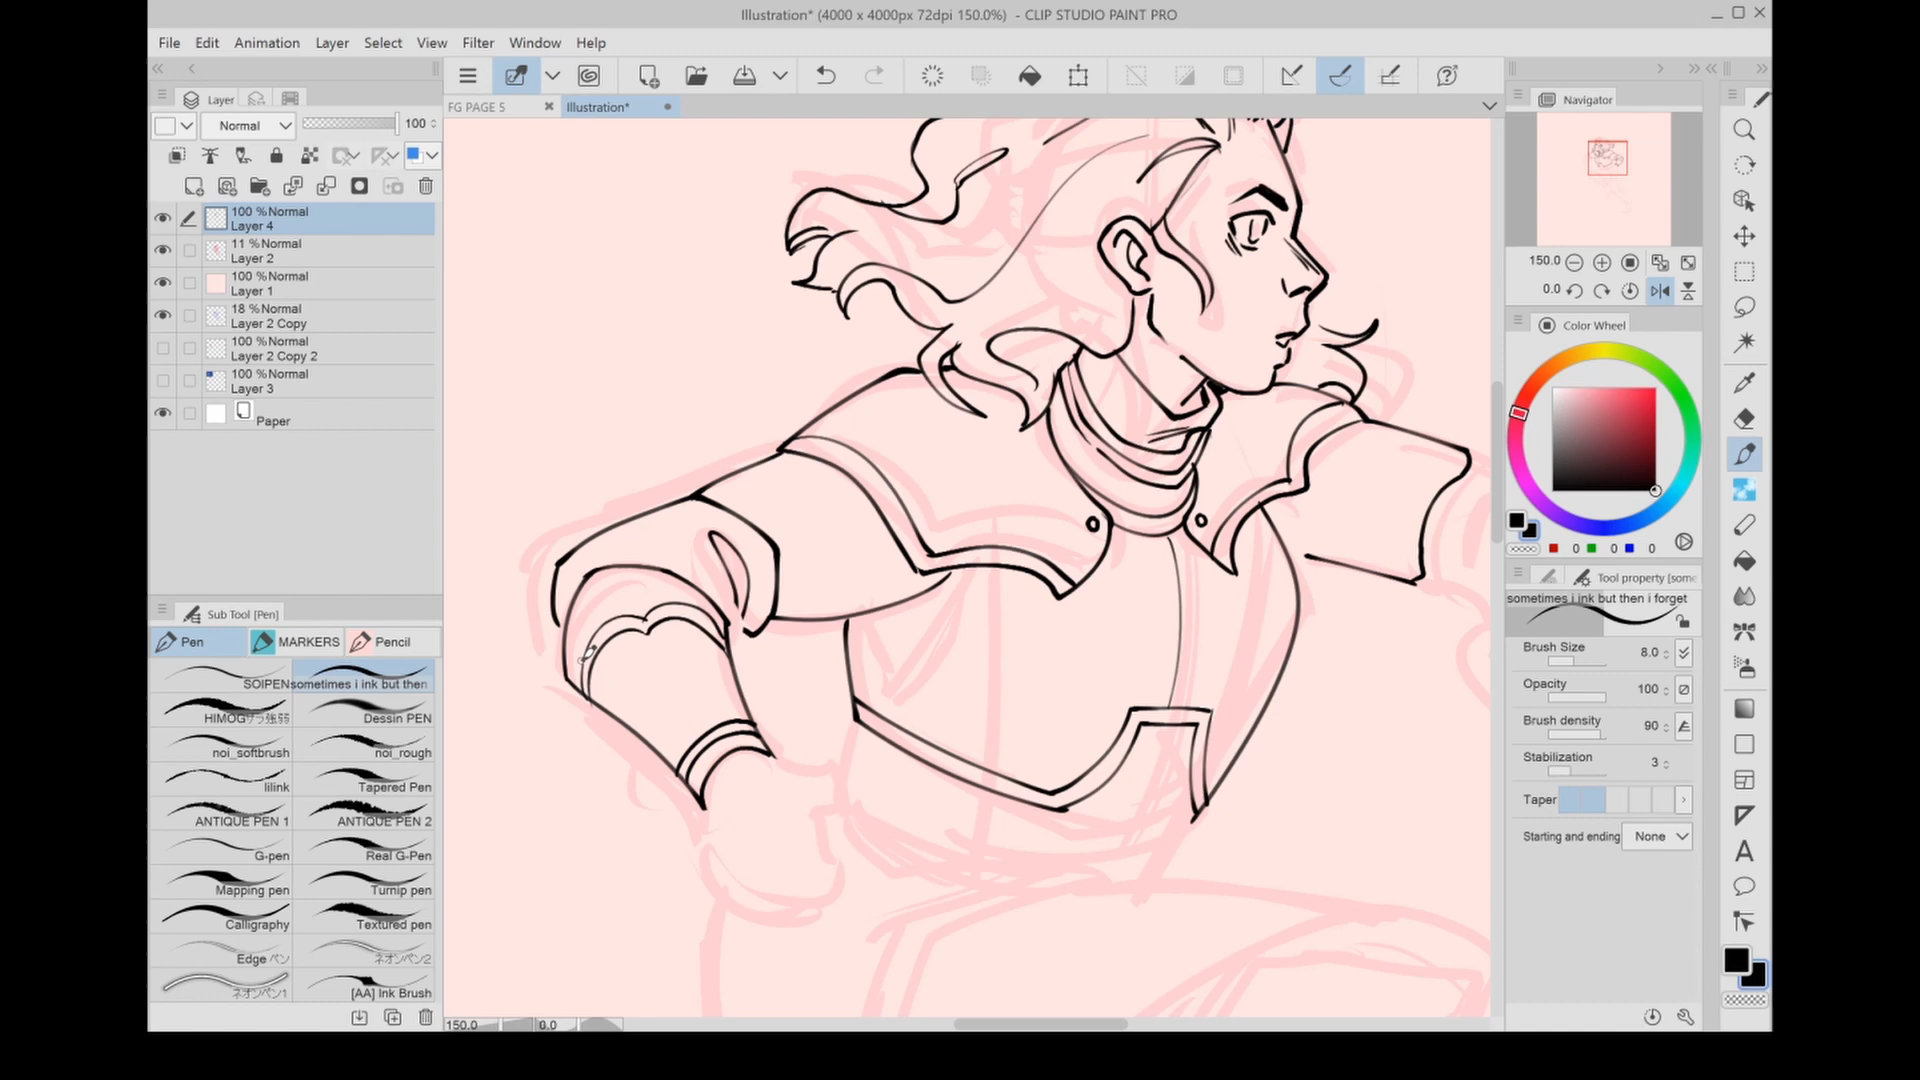 Illustration* (4000 x 4000px 72dpi 150.0%) - CLIP STUDIO PAINT PRO
File Edit Animation Layer Select View Filter Window Help
Layer
FG PAGE 5
Illustration*
Normal
100
100 %Normal
Layer 4
11 %Normal
Layer 2
100 %Normal
Layer 1
18 %Normal
Layer 2 Copy
100 %Normal
Layer 2 Copy 2
100 %Normal
Layer 3
Paper
Sub Tool [Pen]
Pen MARKERS Pencil
SOIPEN sometimes i ink but then
HIMOGサラ強弱 Dessin PEN
noi_softbrush noi_rough
lilink Tapered Pen
ANTIQUE PEN 1 ANTIQUE PEN 2
G-pen Real G-Pen
Mapping pen Turnip pen
Calligraphy Textured pen
Edge ペン ネオンペン2
ネオンペン1 [AA] Ink Brush
150.0 0.0
Navigator
150.0
0.0
Color Wheel
0 0 0
Tool property [some
sometimes i ink but then i forget
Brush Size 8.0
Opacity 100
Brush density 90
Stabilization 3
Taper
Starting and ending None